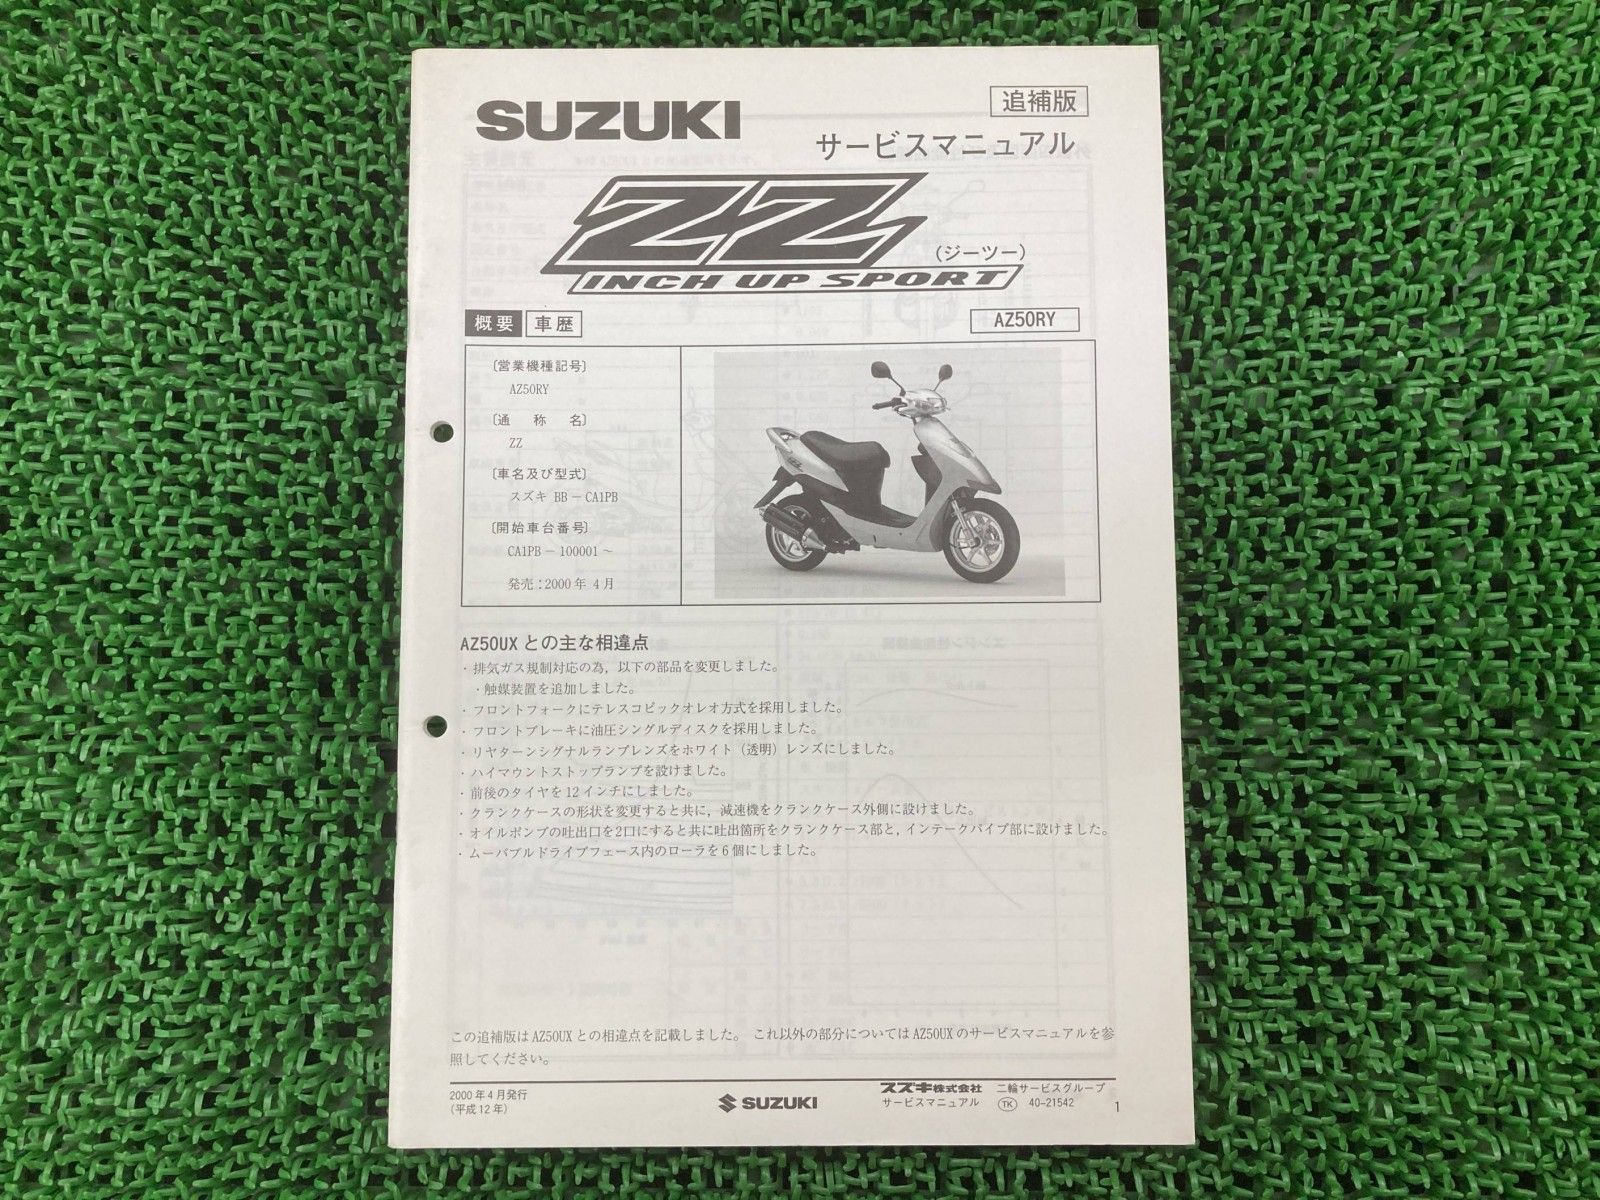 SUZUKI
追補版
サービスマニュアル
ZZ
(ジーツー)
INCH UP SPORT
概要 車歴
AZ50RY
〔営業機種記号〕
AZ50RY
〔通 称 名〕
ZZ
〔車名及び型式〕
スズキ BB－CA1PB
〔開始車台番号〕
CA1PB－100001～
発売：2000年 4月
AZ50UX との主な相違点
・排気ガス規制対応の為，以下の部品を変更しました。
・触媒装置を追加しました。
・フロントフォークにテレスコピックオレオ方式を採用しました。
・フロントブレーキに油圧シングルディスクを採用しました。
・リヤターンシグナルランプレンズをホワイト（透明）レンズにしました。
・ハイマウントストップランプを設けました。
・前後のタイヤを12インチにしました。
・クランクケースの形状を変更すると共に，減速機をクランクケース外側に設けました。
・オイルポンプの吐出口を2口にすると共に吐出箇所をクランクケース部と，インテークパイプ部に設けました。
・ムーバブルドライブフェース内のローラを6個にしました。
この追補版はAZ50UXとの相違点を記載しました。 これ以外の部分についてはAZ50UXのサービスマニュアルを参
照してください。
2000年4月発行
(平成12年)
SUZUKI
スズキ株式会社 二輪サービスグループ
サービスマニュアル TK 40-21542
1